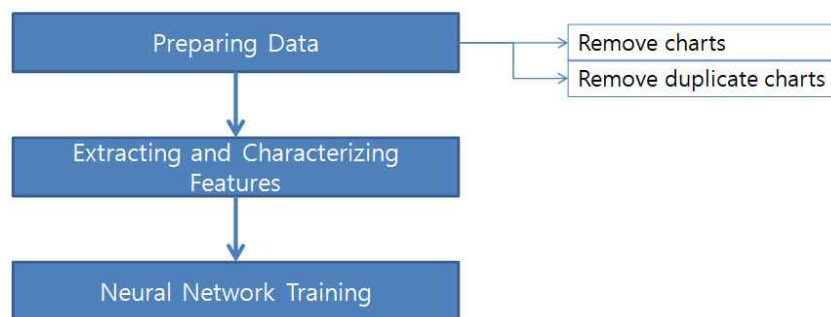 Preparing Data
Remove charts
Remove duplicate charts
Extracting and Characterizing
Features
Neural Network Training